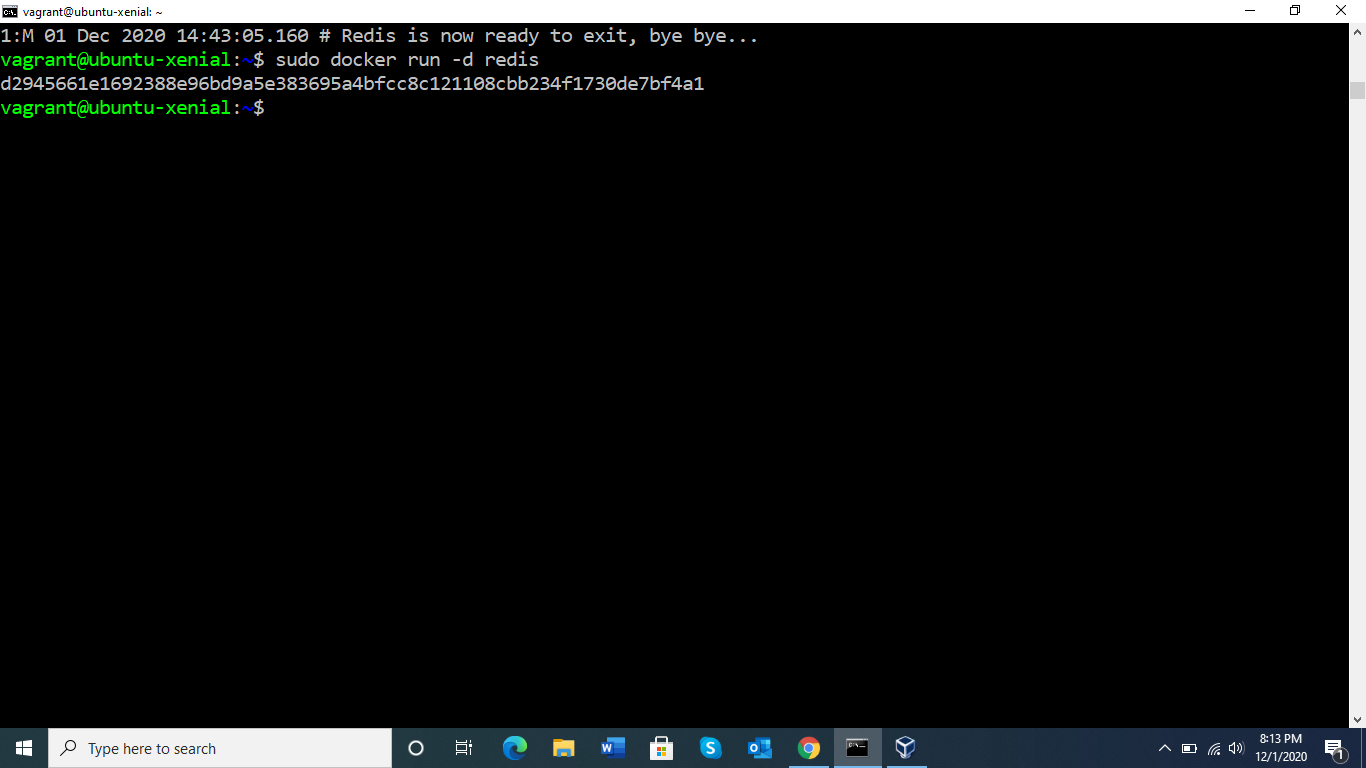 vagrant@ubuntu-xenial: ~
1:M 01 Dec 2020 14:43:05.160 # Redis is now ready to exit, bye bye...
vagrant@ubuntu-xenial:~$ sudo docker run -d redis
d2945661e1692388e96bd9a5e383695a4bfcc8c121108cbb234f1730de7bf4a1
vagrant@ubuntu-xenial:~$
Type here to search
8:13 PM
12/1/2020
1